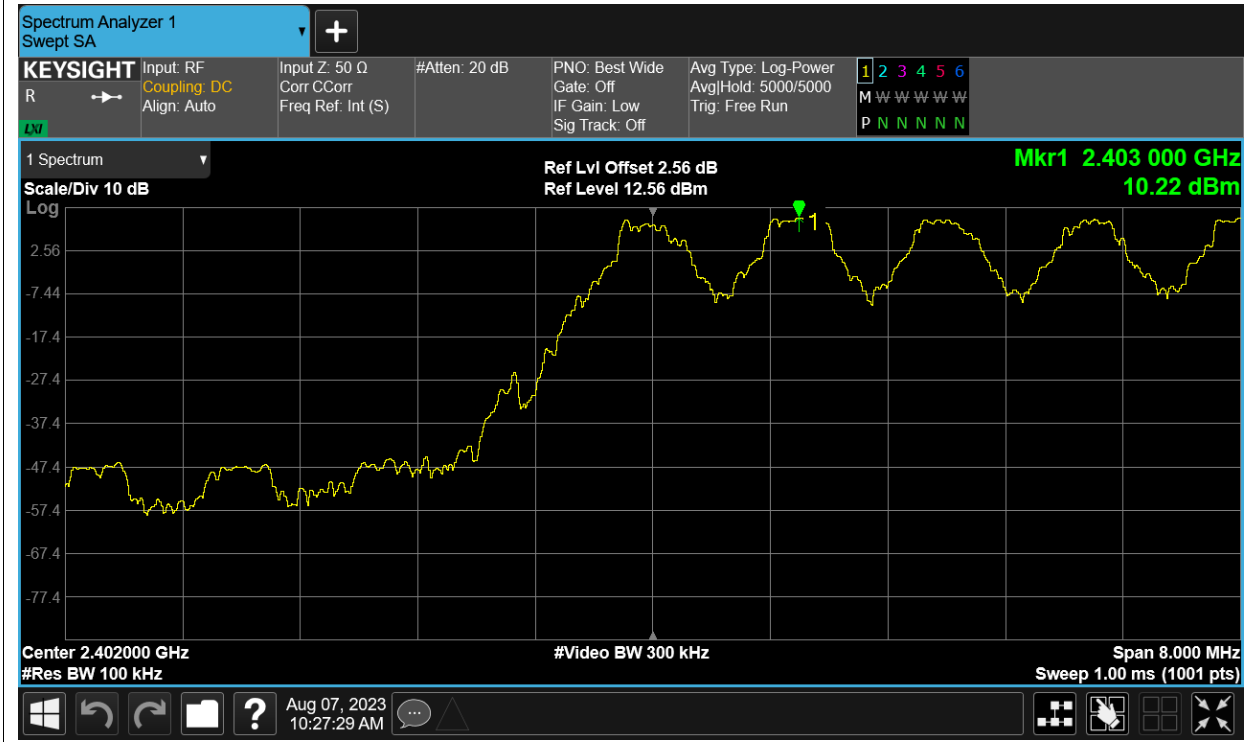 Spectrum Analyzer 1
Swept SA
+
KEYSIGHT Input: RF Input Z: 50 Ω #Atten: 20 dB PNO: Best Wide Avg Type: Log-Power 1 2 3 4 5 6
R Coupling: DC Corr CCorr Gate: Off Avg|Hold: 5000/5000 M W W W W W
Align: Auto Freq Ref: Int (S) IF Gain: Low Trig: Free Run
LXI Sig Track: Off P N N N N N
1 Spectrum
Ref Lvl Offset 2.56 dB
Mkr1 2.403 000 GHz
Scale/Div 10 dB Ref Level 12.56 dBm 10.22 dBm
Log
1
2.56
-7.44
-17.4
-27.4
-37.4
-47.4
-57.4
-67.4
-77.4
Center 2.402000 GHz #Video BW 300 kHz Span 8.000 MHz
#Res BW 100 kHz Sweep 1.00 ms (1001 pts)
? Aug 07, 2023
10:27:29 AM